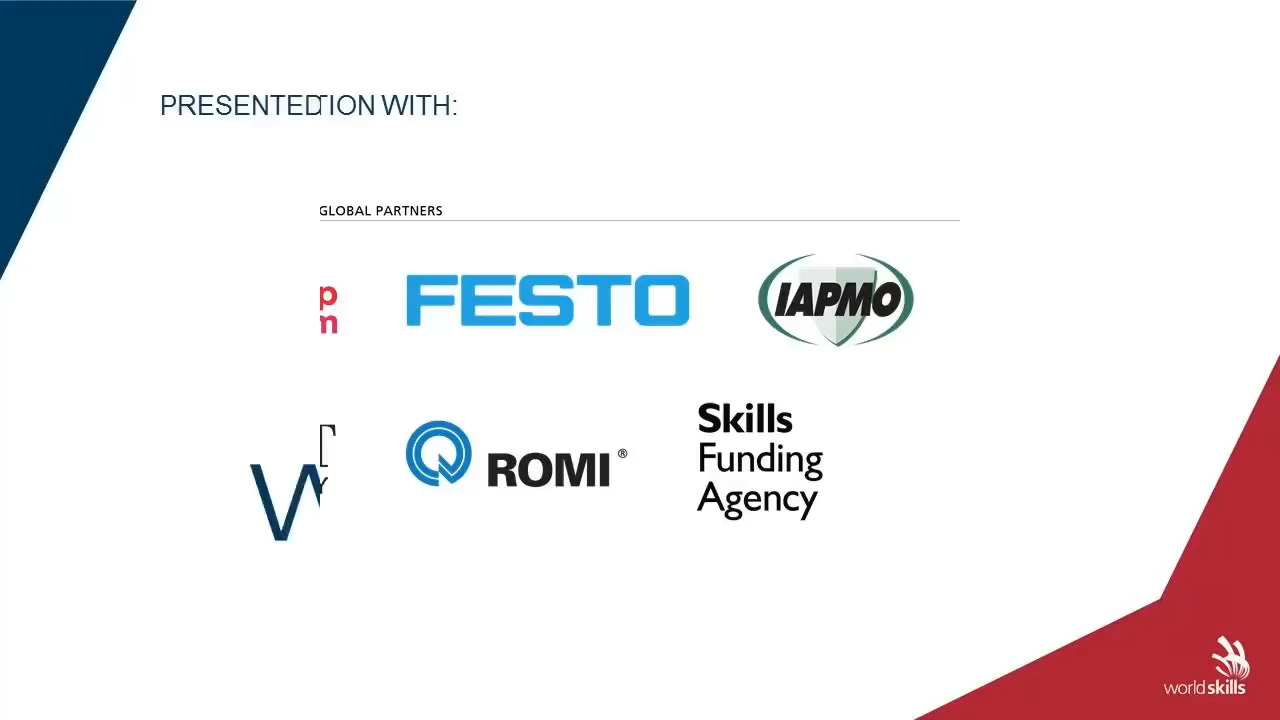 PRESENTEDTION WITH:
GLOBAL PARTNERS
p
n
FESTO
IAPMO
ROMI®
Skills
Funding
Agency
W
Y
worldskills